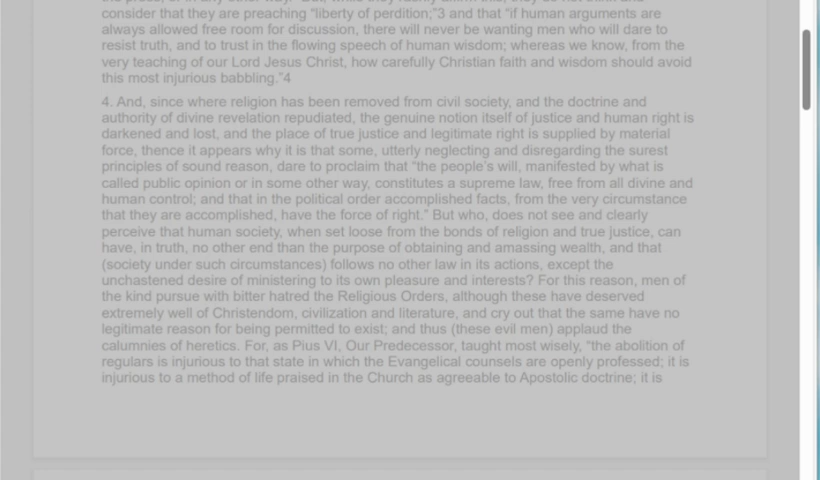 consider that they are preaching “liberty of perdition;”3 and that “if human arguments are
always allowed free room for discussion, there will never be wanting men who will dare to
resist truth, and to trust in the flowing speech of human wisdom; whereas we know, from the
very teaching of our Lord Jesus Christ, how carefully Christian faith and wisdom should avoid
this most injurious babbling.”4
4. And, since where religion has been removed from civil society, and the doctrine and
authority of divine revelation repudiated, the genuine notion itself of justice and human right is
darkened and lost, and the place of true justice and legitimate right is supplied by material
force, thence it appears why it is that some, utterly neglecting and disregarding the surest
principles of sound reason, dare to proclaim that “the people’s will, manifested by what is
called public opinion or in some other way, constitutes a supreme law, free from all divine and
human control; and that in the political order accomplished facts, from the very circumstance
that they are accomplished, have the force of right.” But who, does not see and clearly
perceive that human society, when set loose from the bonds of religion and true justice, can
have, in truth, no other end than the purpose of obtaining and amassing wealth, and that
(society under such circumstances) follows no other law in its actions, except the
unchastened desire of ministering to its own pleasure and interests? For this reason, men of
the kind pursue with bitter hatred the Religious Orders, although these have deserved
extremely well of Christendom, civilization and literature, and cry out that the same have no
legitimate reason for being permitted to exist; and thus (these evil men) applaud the
calumnies of heretics. For, as Pius VI, Our Predecessor, taught most wisely, “the abolition of
regulars is injurious to that state in which the Evangelical counsels are openly professed; it is
injurious to a method of life praised in the Church as agreeable to Apostolic doctrine; it is